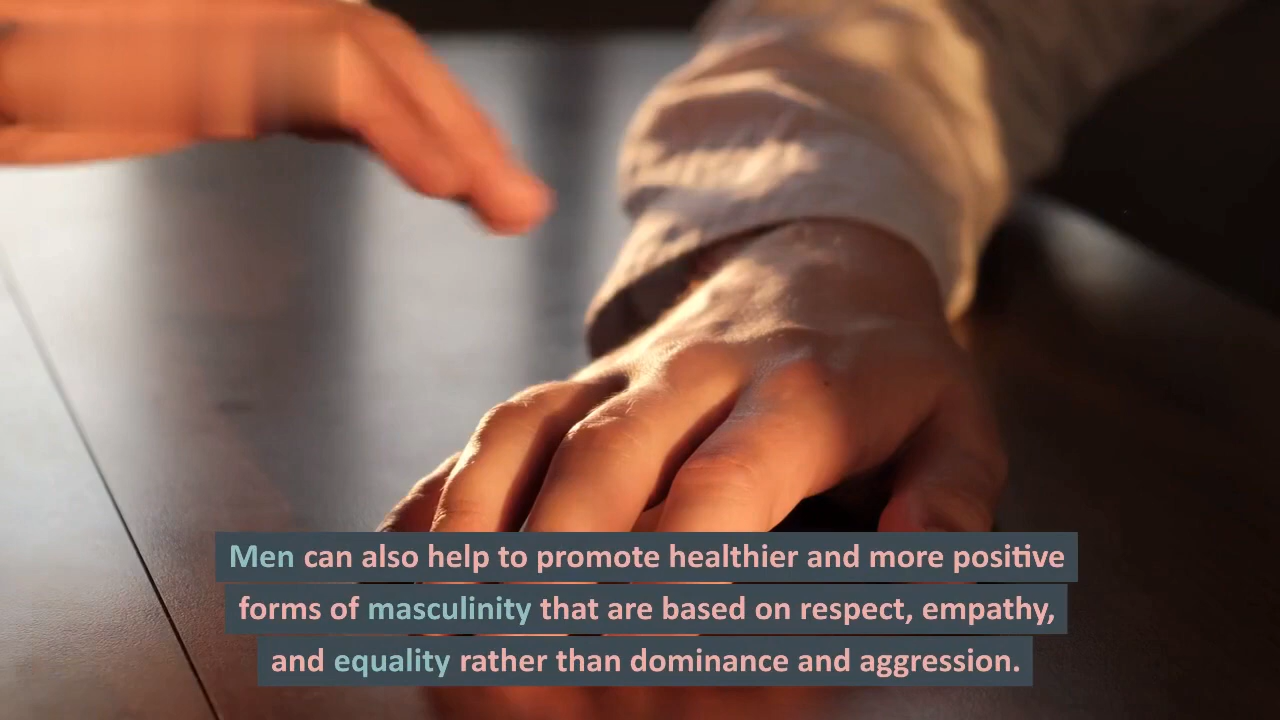 Men can also help to promote healthier and more positive
forms of masculinity that are based on respect, empathy,
and equality rather than dominance and aggression.